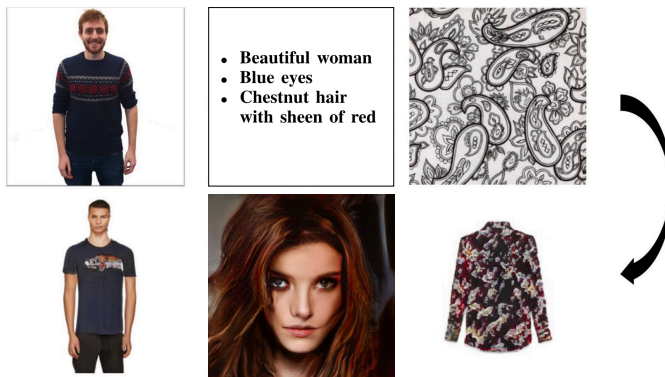 • Beautiful woman
• Blue eyes
• Chestnut hair
with sheen of red